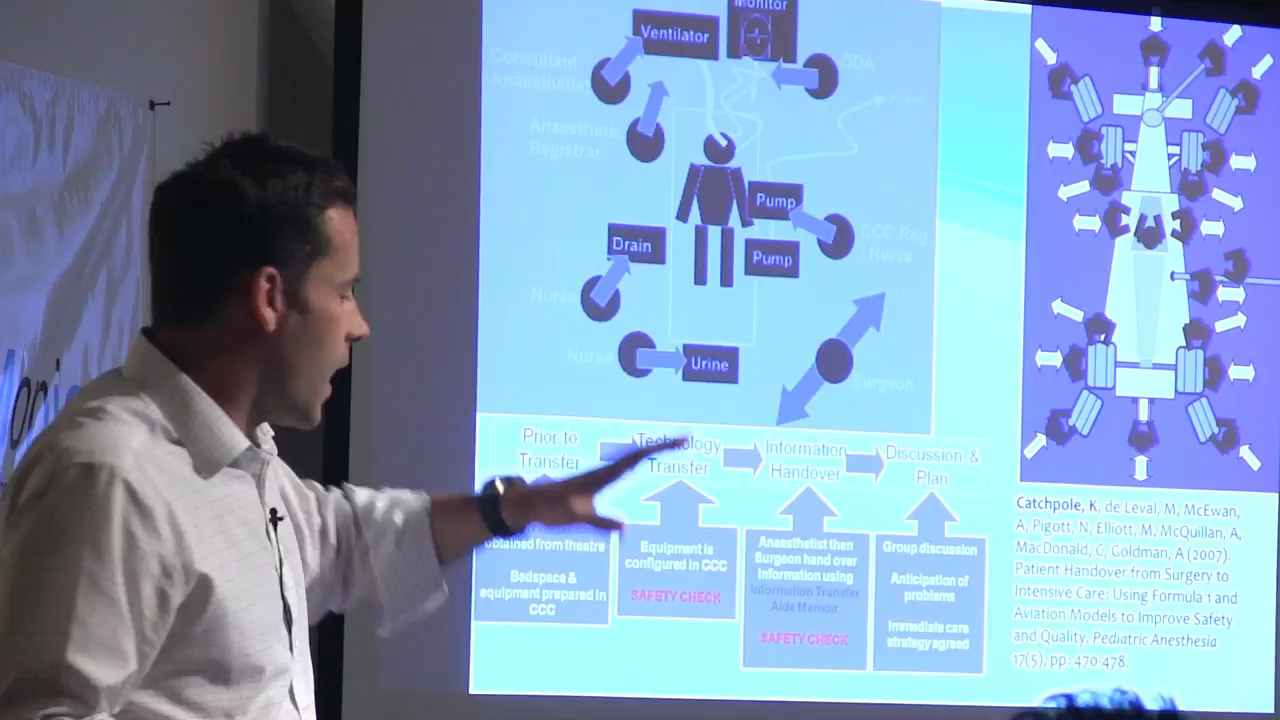 Monitor
Ventilator
Consultant
Anaesthetist
ODA
Power
Anaesthetic
Registrar
Pump
CCC Reg
/ Nurse
Drain
Pump
Nurse
Nurse
Urine
Surgeon
Prior to
Transfer
Technology
Transfer
Information
Handover
Discussion &
Plan
obtained from theatre
Bedspace &
equipment prepared in
CCC
Equipment is
configured in CCC
SAFETY CHECK
Anaesthetist then
Surgeon hand over
information using
Information Transfer
Aide Memoir
SAFETY CHECK
Group discussion
Anticipation of
problems
Immediate care
strategy agreed
Catchpole, K, de Leval, M, McEwan,
A, Pigott, N, Elliott, M, McQuillan, A,
MacDonald, C, Goldman, A (2007).
Patient Handover from Surgery to
Intensive Care: Using Formula 1 and
Aviation Models to Improve Safety
and Quality. Pediatric Anesthesia
17(5), pp. 470-478.